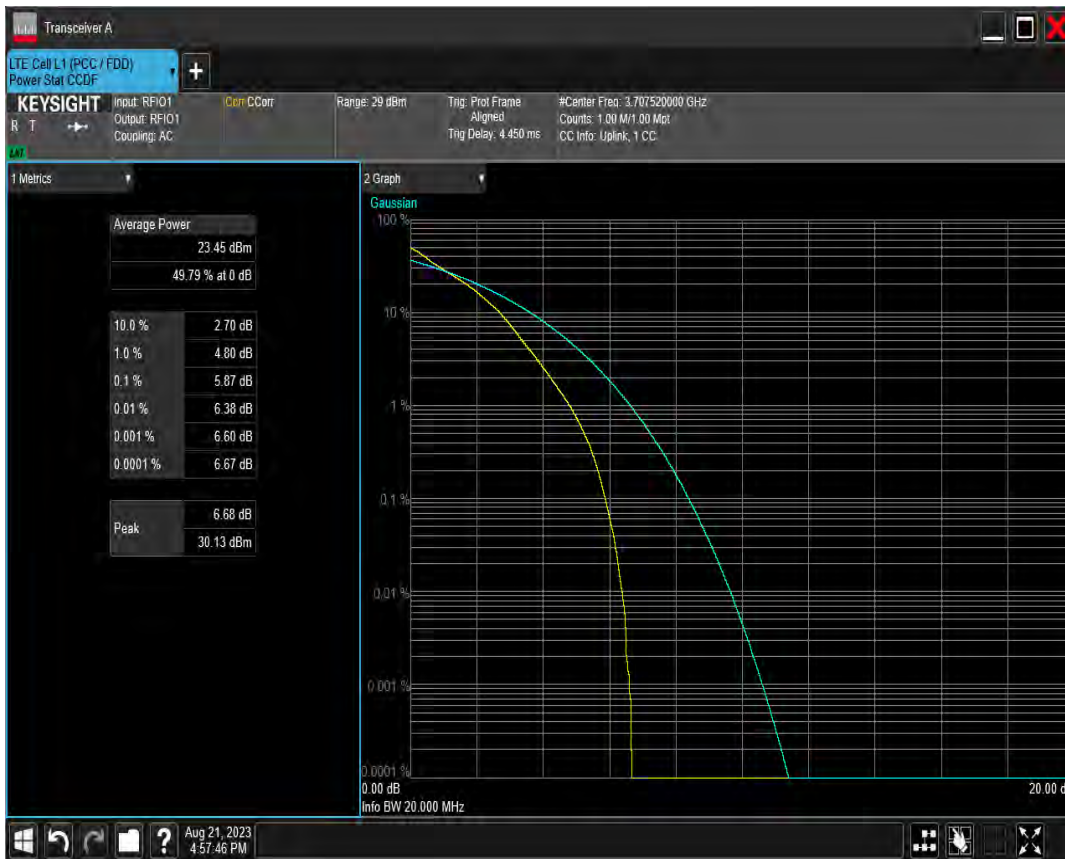 Transceiver A
LTE Cell L1 (PCC / FDD)
Power Stat CCDF
KEYSIGHT
R T
LXI
Input: RFIO1
Output: RFIO1
Coupling: AC
Corr CCorr
Range: 29 dBm
Trig: Prot Frame
Aligned
Trig Delay: 4.450 ms
#Center Freq: 3.707520000 GHz
Counts: 1.00 M/1.00 Mpt
CC Info: Uplink, 1 CC
1 Metrics
Average Power
23.45 dBm
49.79 % at 0 dB
10.0 % 2.70 dB
1.0 % 4.80 dB
0.1 % 5.87 dB
0.01 % 6.38 dB
0.001 % 6.60 dB
0.0001 % 6.67 dB
Peak
6.68 dB
30.13 dBm
2 Graph
Gaussian
100 %
10 %
1 %
0.1 %
0.01 %
0.001 %
0.0001 %
0.00 dB
20.00 d
Info BW 20.000 MHz
Aug 21, 2023
4:57:46 PM